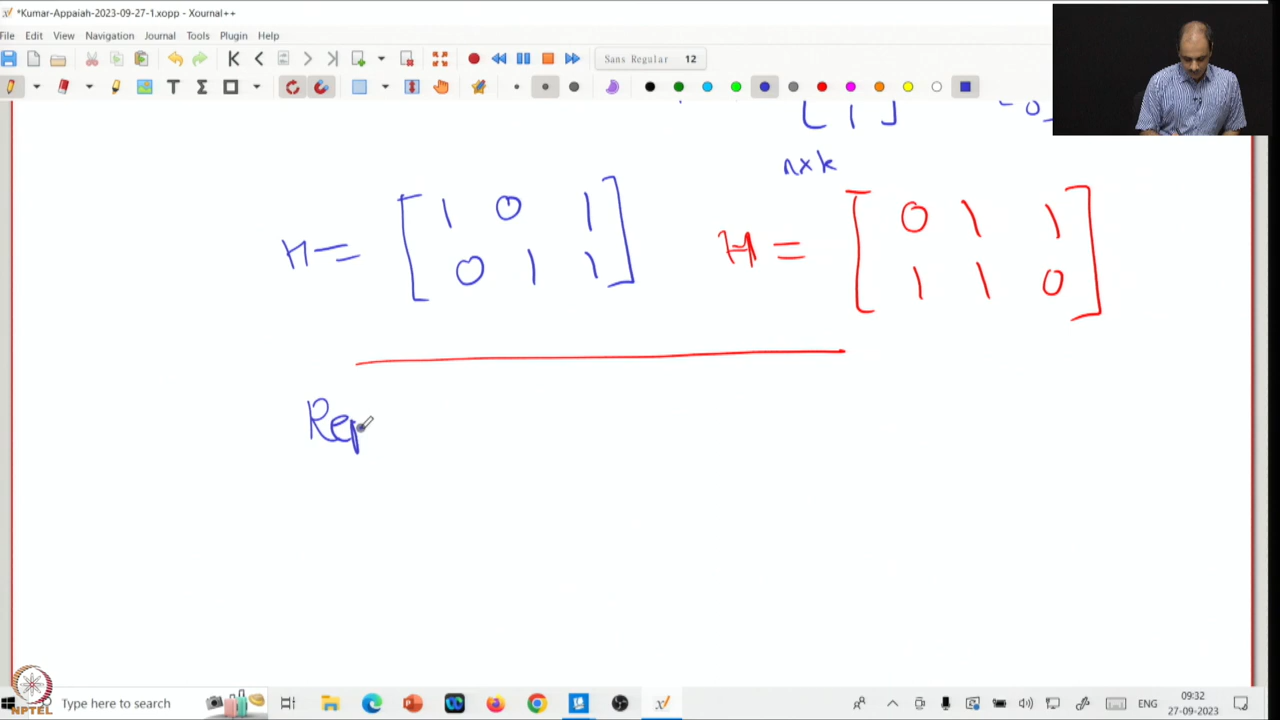 *Kumar-Appaiah-2023-09-27-1.xopp - Xournal++
File Edit View Navigation Journal Tools Plugin Help
Sans Regular 12
[ 1 ]
n×k
H = [ 1 0 1
0 1 1 ]
H = [ 0 1 1
1 1 0 ]
Rep
NPTEL
Type here to search
ENG
09:32
27-09-2023